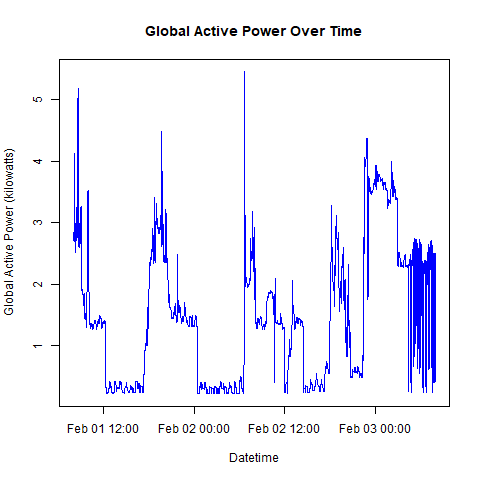 Global Active Power Over Time
Global Active Power (kilowatts)
5
4
3
2
1
Feb 01 12:00 Feb 02 00:00 Feb 02 12:00 Feb 03 00:00
Datetime